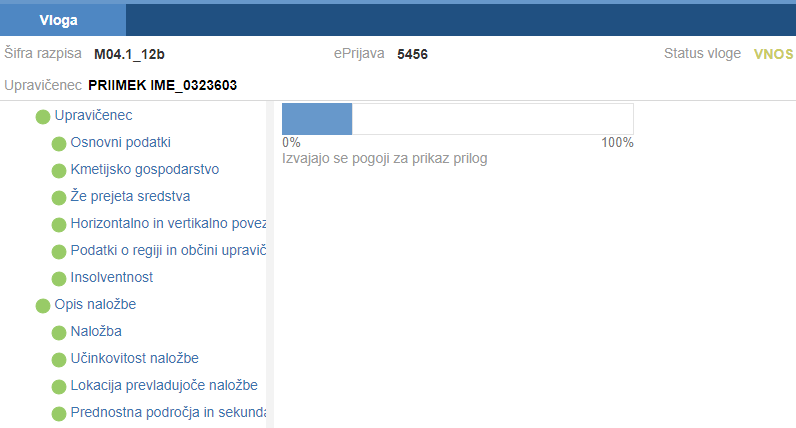 Vloga
Šifra razpisa M04.1_12b ePrijava 5456 Status vloge VNOS
Upravičenec PRIIMEK IME_0323603
Upravičenec
Osnovni podatki
Kmetijsko gospodarstvo
Že prejeta sredstva
Horizontalno in vertikalno povez
Podatki o regiji in občini upravič
Insolventnost
Opis naložbe
Naložba
Učinkovitost naložbe
Lokacija prevladujoče naložbe
Prednostna področja in sekunda
0% 100%
Izvajajo se pogoji za prikaz prilog